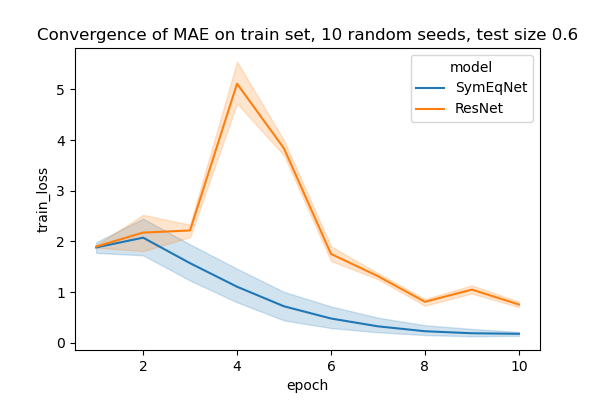 Convergence of MAE on train set, 10 random seeds, test size 0.6
model
SymEqNet
ResNet
train_loss
5
4
3
2
1
0
2
4
6
8
10
epoch